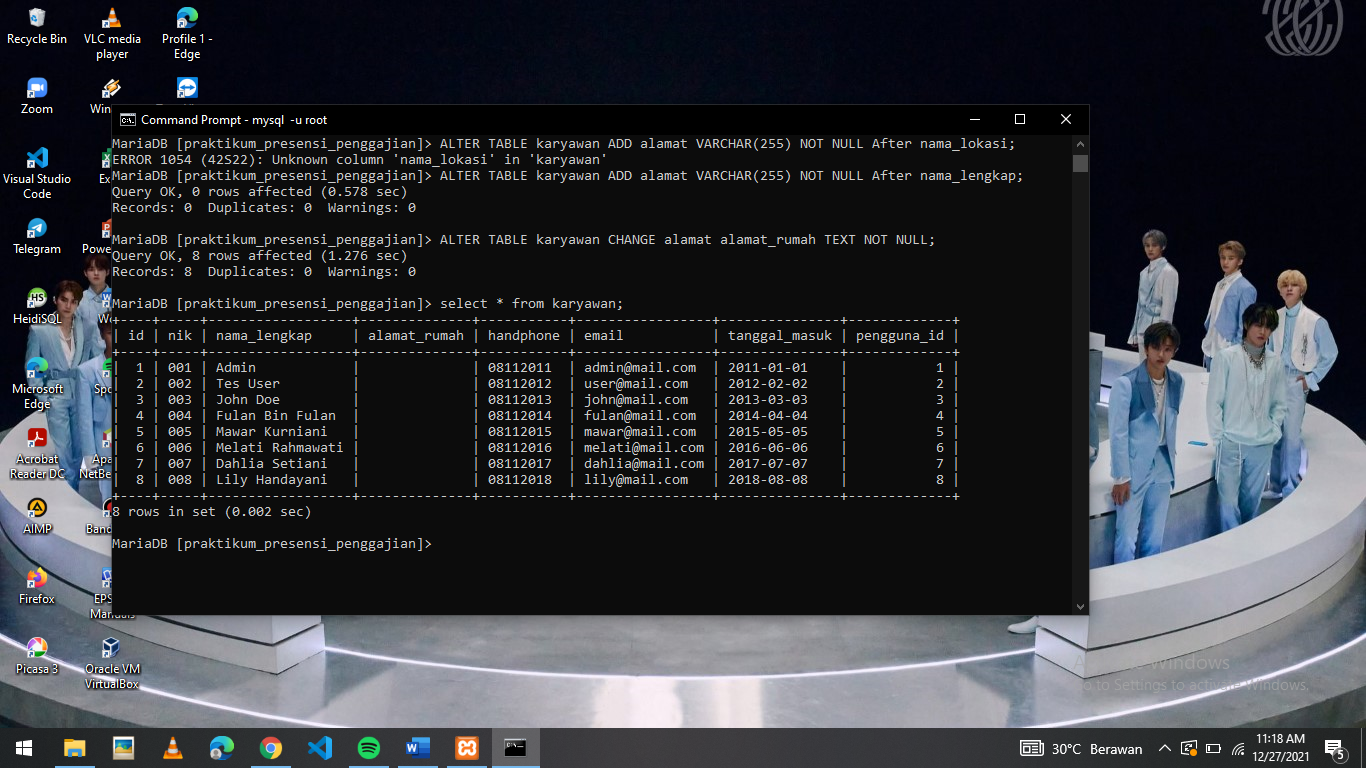 Recycle Bin
VLC media player
Profile 1 - Edge
Zoom
Visual Studio Code
Telegram
HeidiSQL
Microsoft Edge
Acrobat Reader DC
AIMP
Firefox
Picasa 3
Oracle VM VirtualBox
Command Prompt - mysql -u root
MariaDB [praktikum_presensi_penggajian]> ALTER TABLE karyawan ADD alamat VARCHAR(255) NOT NULL After nama_lokasi;
ERROR 1054 (42S22): Unknown column 'nama_lokasi' in 'karyawan'
MariaDB [praktikum_presensi_penggajian]> ALTER TABLE karyawan ADD alamat VARCHAR(255) NOT NULL After nama_lengkap;
Query OK, 0 rows affected (0.578 sec)
Records: 0  Duplicates: 0  Warnings: 0
MariaDB [praktikum_presensi_penggajian]> ALTER TABLE karyawan CHANGE alamat alamat_rumah TEXT NOT NULL;
Query OK, 8 rows affected (1.276 sec)
Records: 8  Duplicates: 0  Warnings: 0
MariaDB [praktikum_presensi_penggajian]> select * from karyawan;
+----+-----+-----------------+--------------+-----------+-----------------+---------------+-------------+
| id | nik | nama_lengkap    | alamat_rumah | handphone | email           | tanggal_masuk | pengguna_id |
+----+-----+-----------------+--------------+-----------+-----------------+---------------+-------------+
|  1 | 001 | Admin           |              | 08112011  | admin@mail.com  | 2011-01-01    |           1 |
|  2 | 002 | Tes User        |              | 08112012  | user@mail.com   | 2012-02-02    |           2 |
|  3 | 003 | John Doe        |              | 08112013  | john@mail.com   | 2013-03-03    |           3 |
|  4 | 004 | Fulan Bin Fulan |              | 08112014  | fulan@mail.com  | 2014-04-04    |           4 |
|  5 | 005 | Mawar Kurniani  |              | 08112015  | mawar@mail.com  | 2015-05-05    |           5 |
|  6 | 006 | Melati Rahmawati |              | 08112016  | melati@mail.com | 2016-06-06    |           6 |
|  7 | 007 | Dahlia Setiani  |              | 08112017  | dahlia@mail.com | 2017-07-07    |           7 |
|  8 | 008 | Lily Handayani  |              | 08112018  | lily@mail.com   | 2018-08-08    |           8 |
+----+-----+-----------------+--------------+-----------+-----------------+---------------+-------------+
8 rows in set (0.002 sec)
MariaDB [praktikum_presensi_penggajian]>
Windows
to Settings to activate Windows.
30°C Berawan
11:18 AM
12/27/2021
5